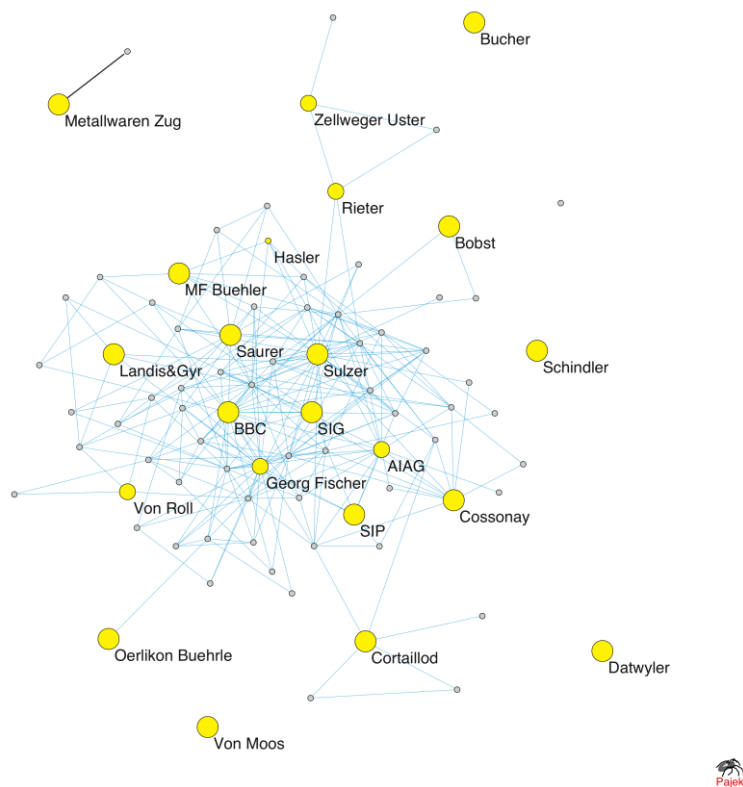 Bucher
Metallwaren Zug
Zellweger Uster
Rieter
Bobst
Hasler
MF Buehler
Saurer
Landis&Gyr
Sulzer
Schindler
BBC
SIG
AIAG
Georg Fischer
Von Roll
Cossonay
SIP
Oerlikon Buehrle
Cortaillod
Datwyler
Von Moos
Pajek